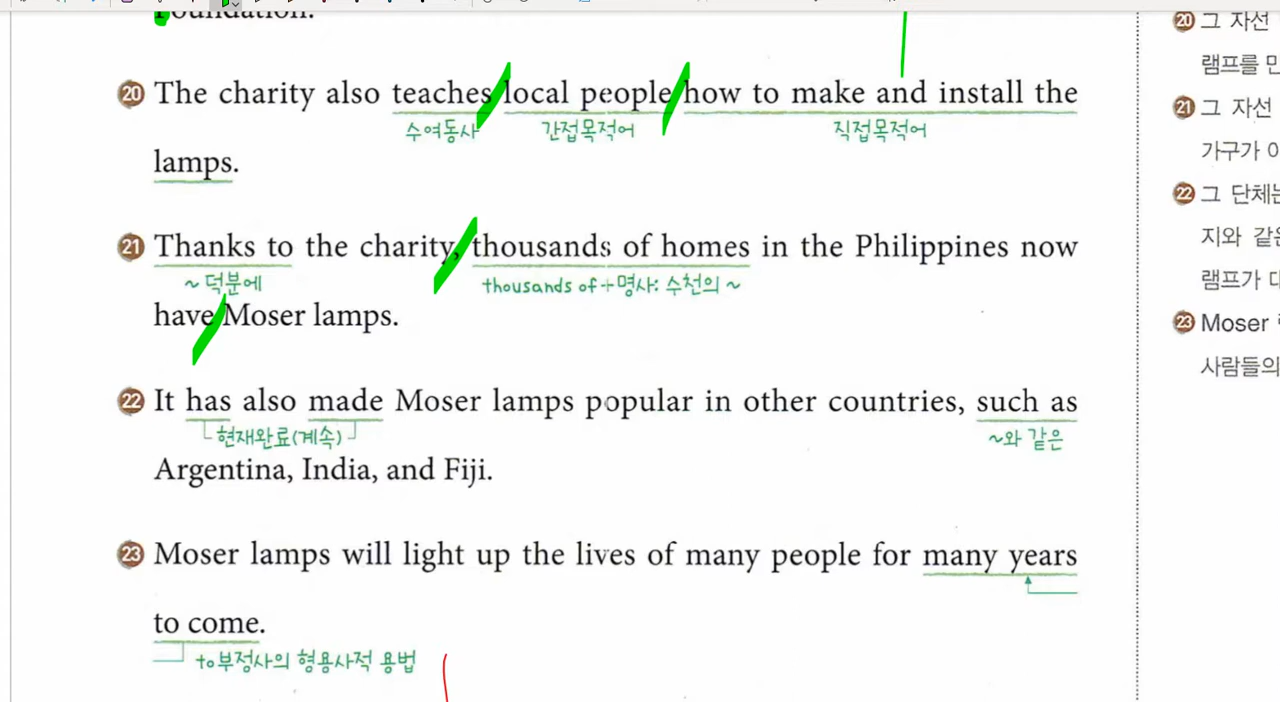 Foundation.
20 The charity also teaches local people how to make and install the
수여동사 간접목적어 직접목적어
lamps.
21 Thanks to the charity, thousands of homes in the Philippines now
~ 덕분에 thousands of+명사: 수천의 ~
have Moser lamps.
22 It has also made Moser lamps popular in other countries, such as
현재완료(계속) ~와 같은
Argentina, India, and Fiji.
23 Moser lamps will light up the lives of many people for many years
to come.
to부정사의 형용사적 용법
20 그 자선
램프를 만
21 그 자선
가구가 이
22 그 단체는
지와 같은
램프가 다
23 Moser
사람들의